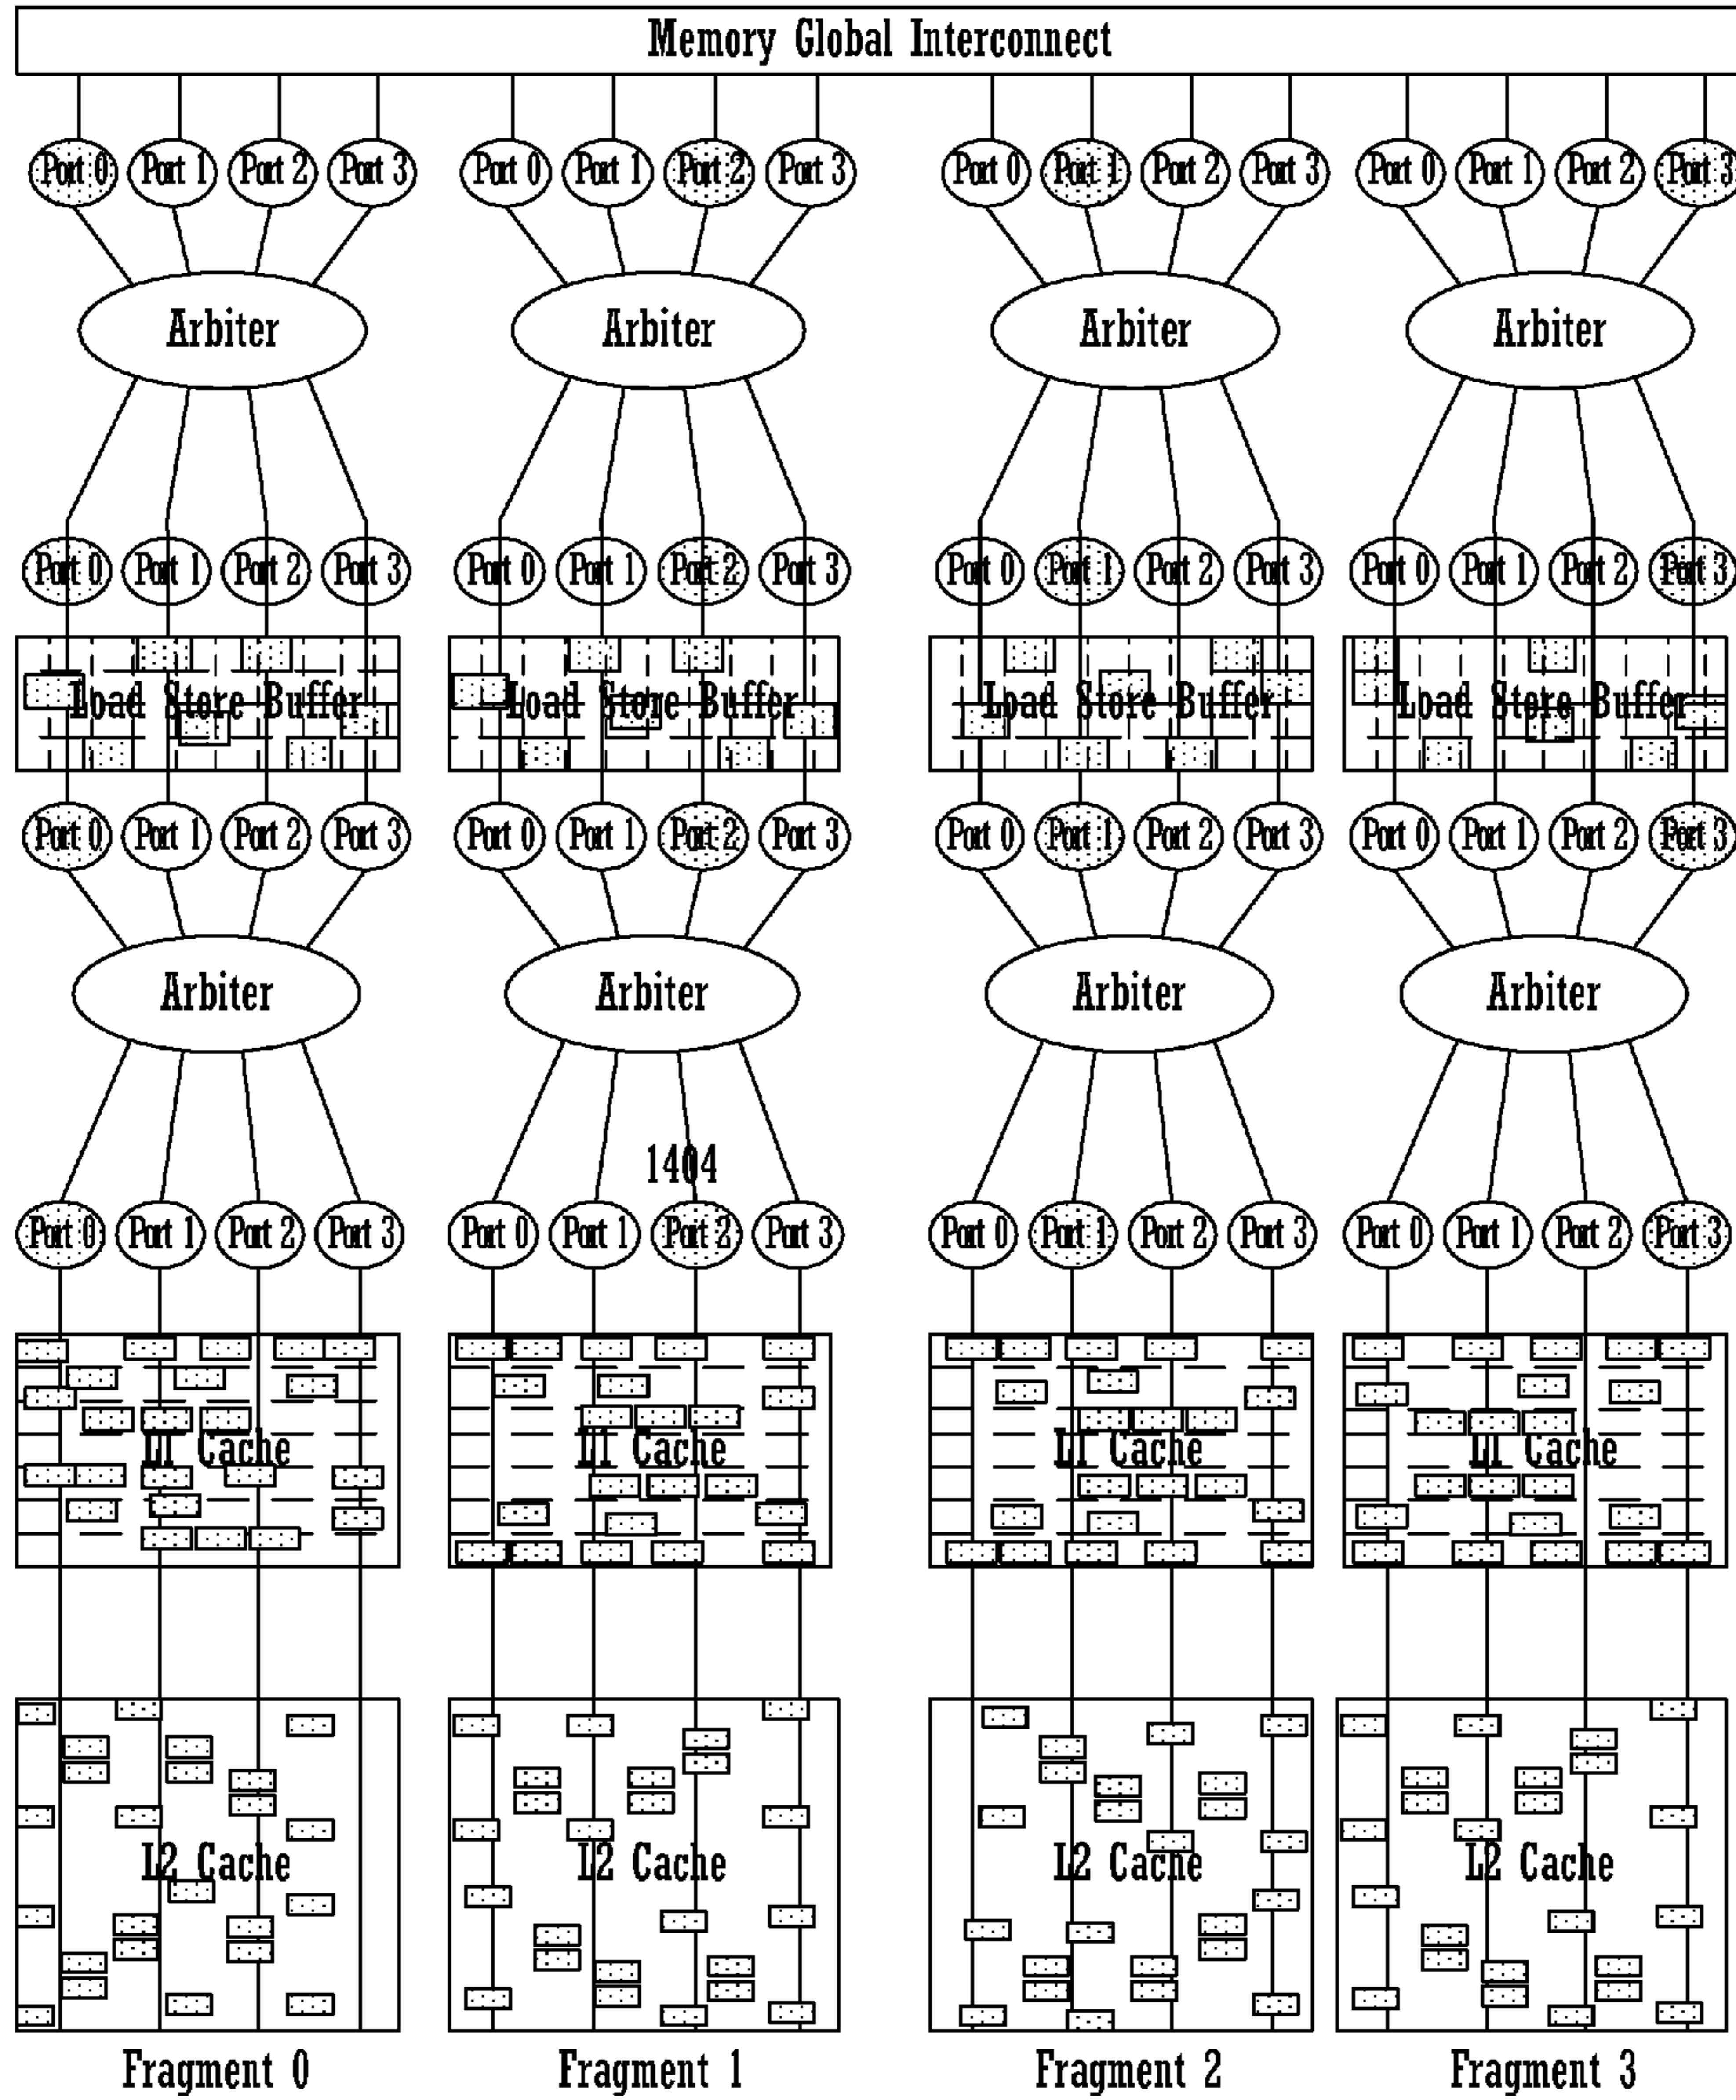 Memory Global Interconnect
Port 0 Port 1 Port 2 Port 3 Port 0 Port 1 Port 2 Port 3 Port 0 Port 1 Port 2 Port 3 Port 0 Port 1 Port 2 Port 3
Arbiter Arbiter Arbiter Arbiter
Port 0 Port 1 Port 2 Port 3 Port 0 Port 1 Port 2 Port 3 Port 0 Port 1 Port 2 Port 3 Port 0 Port 1 Port 2 Port 3
Load Store Buffer Load Store Buffer Load Store Buffer Load Store Buffer
Port 0 Port 1 Port 2 Port 3 Port 0 Port 1 Port 2 Port 3 Port 0 Port 1 Port 2 Port 3 Port 0 Port 1 Port 2 Port 3
Arbiter Arbiter Arbiter Arbiter
1404
Port 0 Port 1 Port 2 Port 3 Port 0 Port 1 Port 2 Port 3 Port 0 Port 1 Port 2 Port 3 Port 0 Port 1 Port 2 Port 3
L1 Cache L1 Cache L1 Cache L1 Cache
L2 Cache L2 Cache L2 Cache L2 Cache
Fragment 0 Fragment 1 Fragment 2 Fragment 3